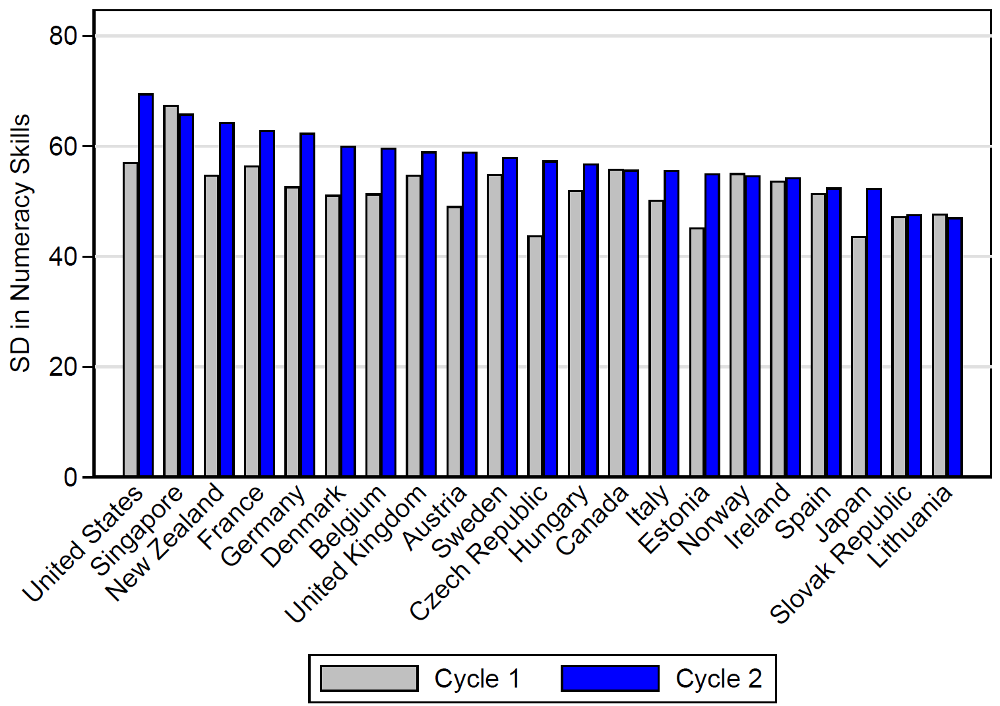 80
60
40
20
0
SD in Numeracy Skills
United States
Singapore
New Zealand
France
Germany
Denmark
Belgium
United Kingdom
Austria
Sweden
Czech Republic
Hungary
Canada
Italy
Estonia
Norway
Ireland
Spain
Japan
Slovak Republic
Lithuania
Cycle 1
Cycle 2